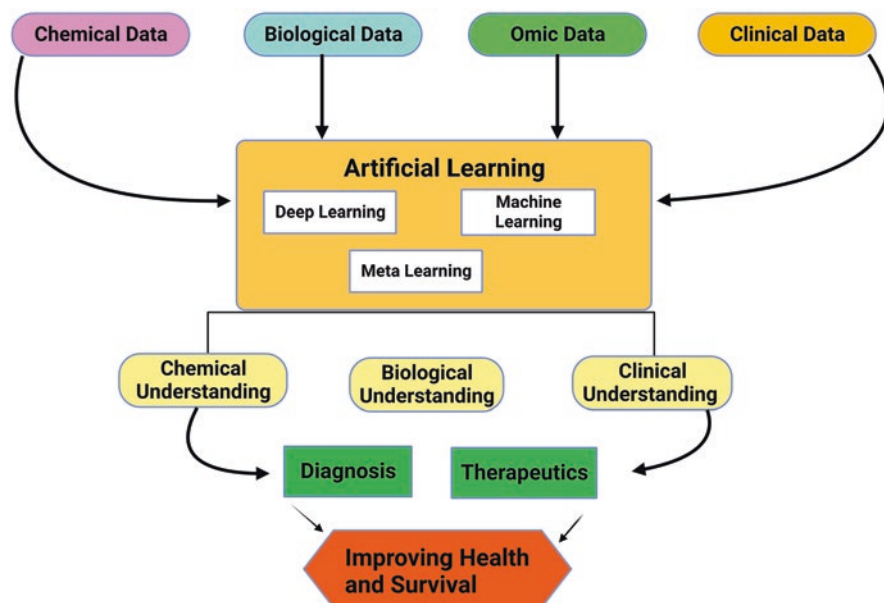 Chemical Data
Biological Data
Omic Data
Clinical Data
Artificial Learning
Deep Learning
Machine
Learning
Meta Learning
Chemical
Understanding
Biological
Understanding
Clinical
Understanding
Diagnosis
Therapeutics
Improving Health
and Survival